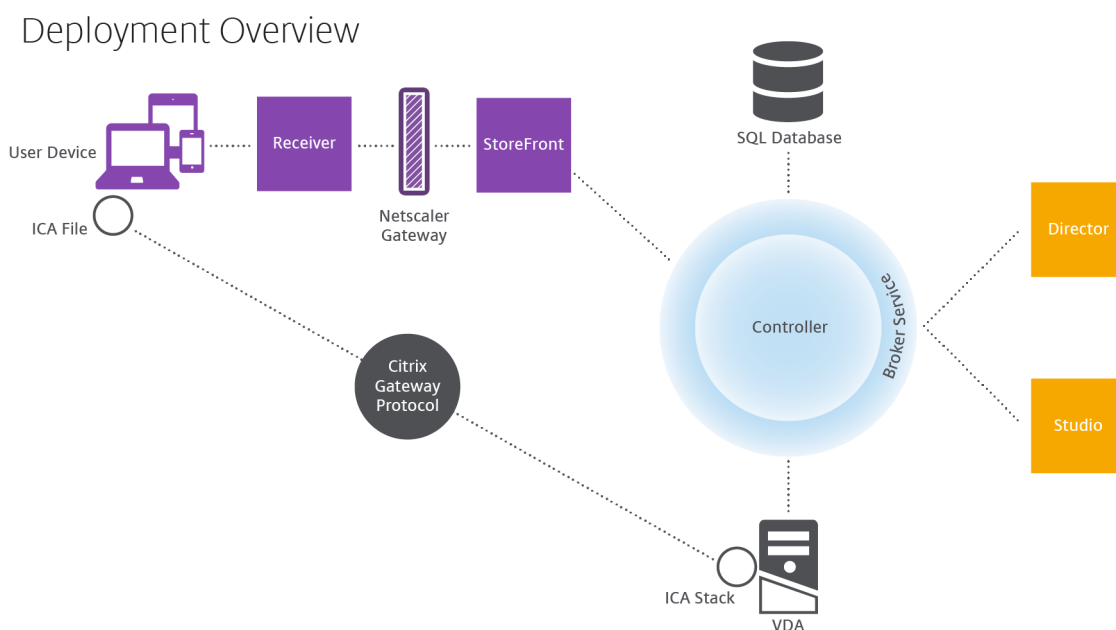 Deployment Overview
SQL Database
User Device
Receiver
StoreFront
Netscaler
Gateway
ICA File
Director
Controller
Broker Service
Citrix
Gateway
Protocol
Studio
ICA Stack
VDA